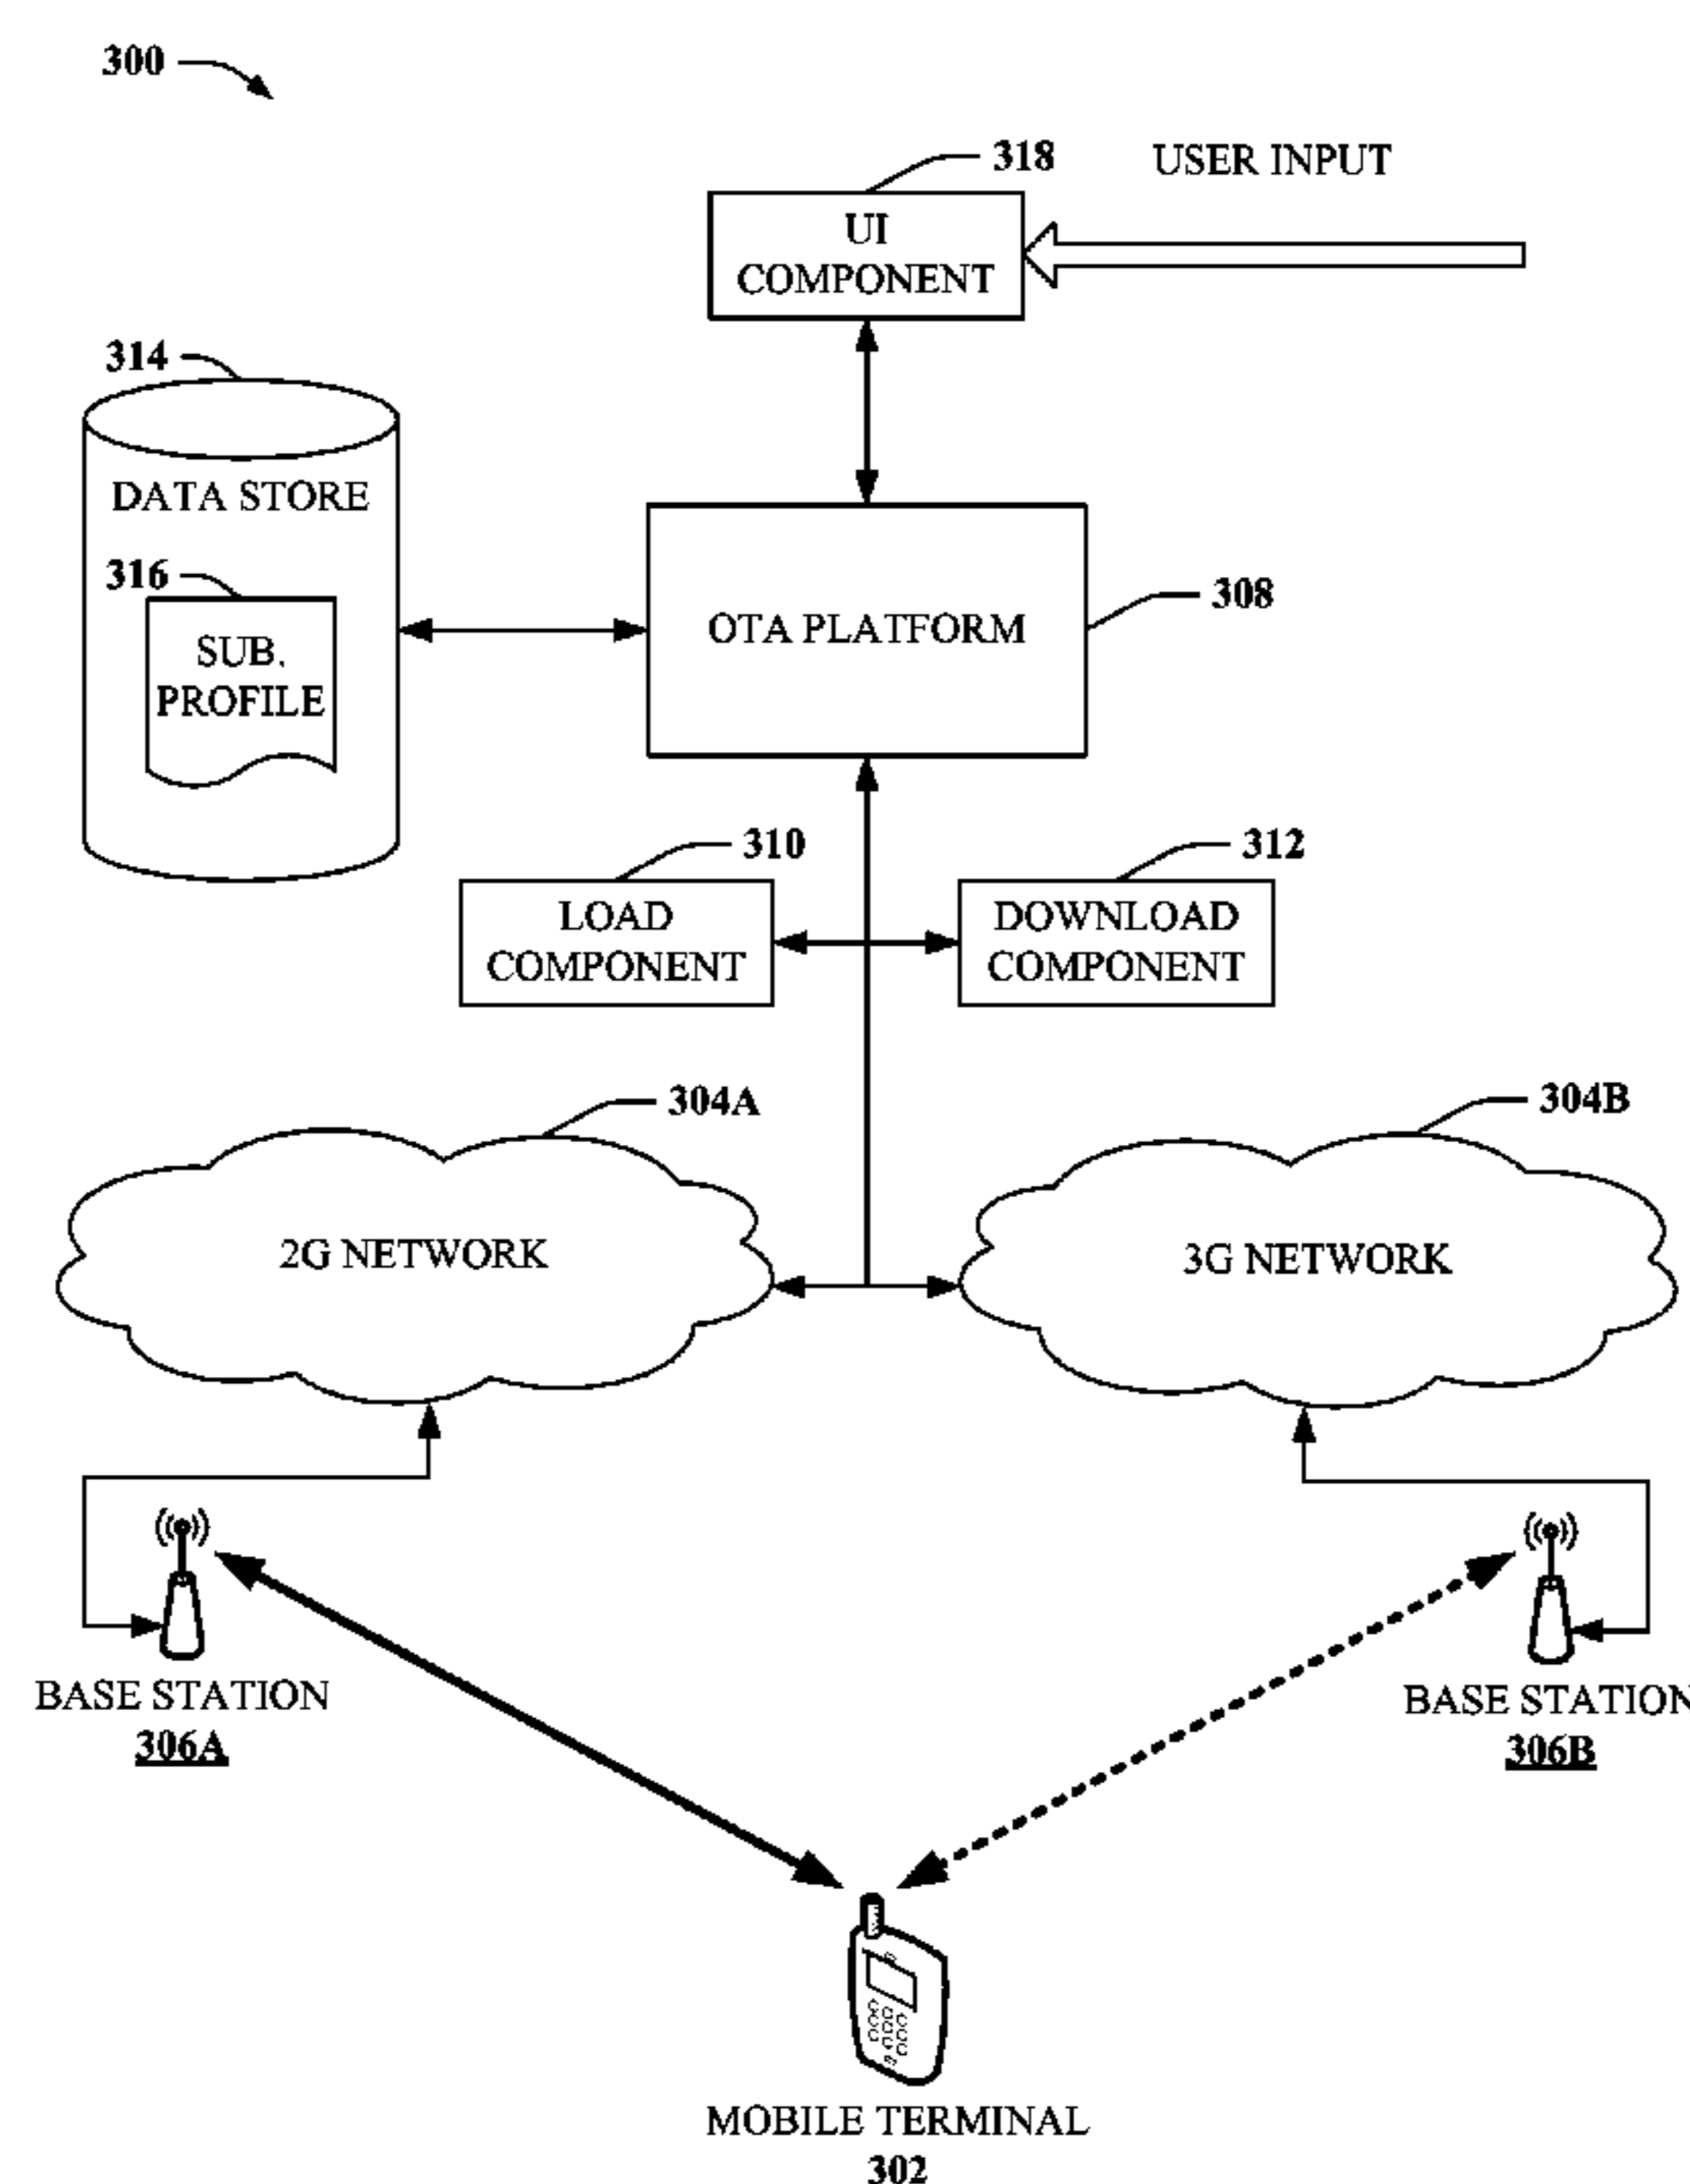 300
318
USER INPUT
UI
COMPONENT
314
DATA STORE
316
SUB.
PROFILE
OTA PLATFORM
308
310
312
LOAD
COMPONENT
DOWNLOAD
COMPONENT
304A
304B
2G NETWORK
3G NETWORK
BASE STATION
306A
BASE STATION
306B
MOBILE TERMINAL
302